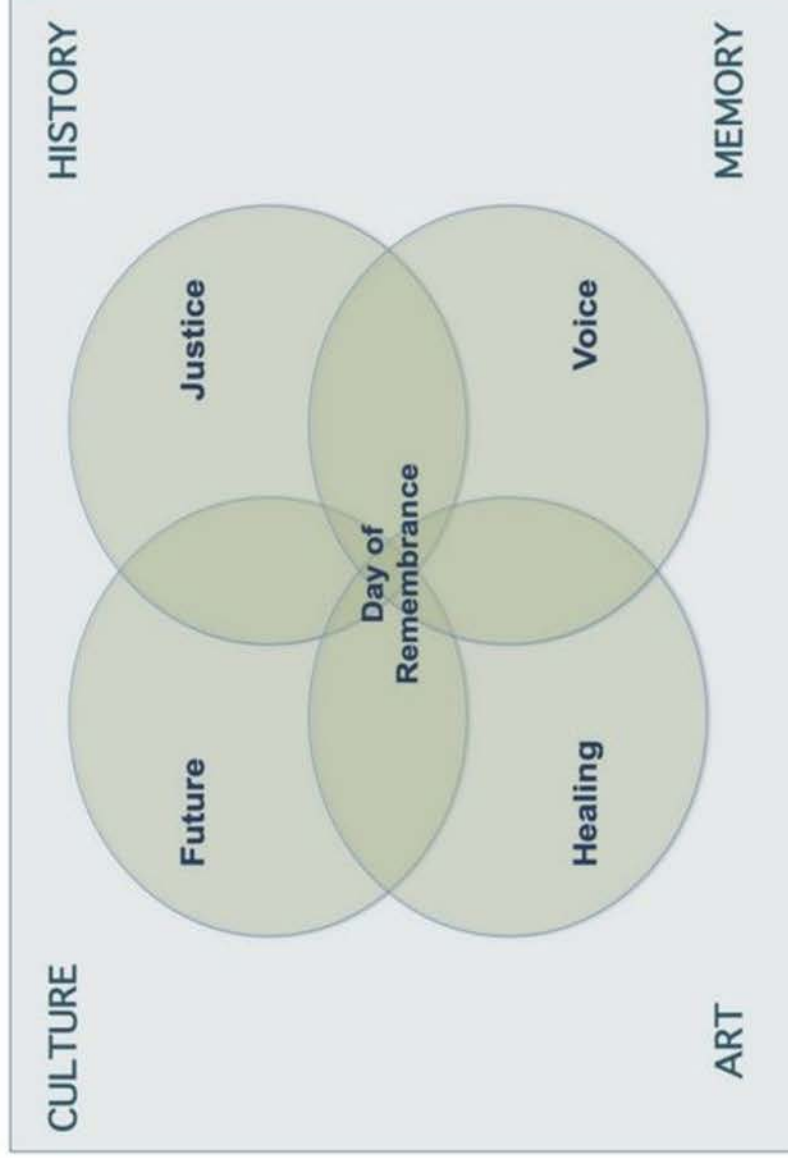 CULTURE
HISTORY
Future
Justice
Day of
Remembrance
Healing
Voice
ART
MEMORY